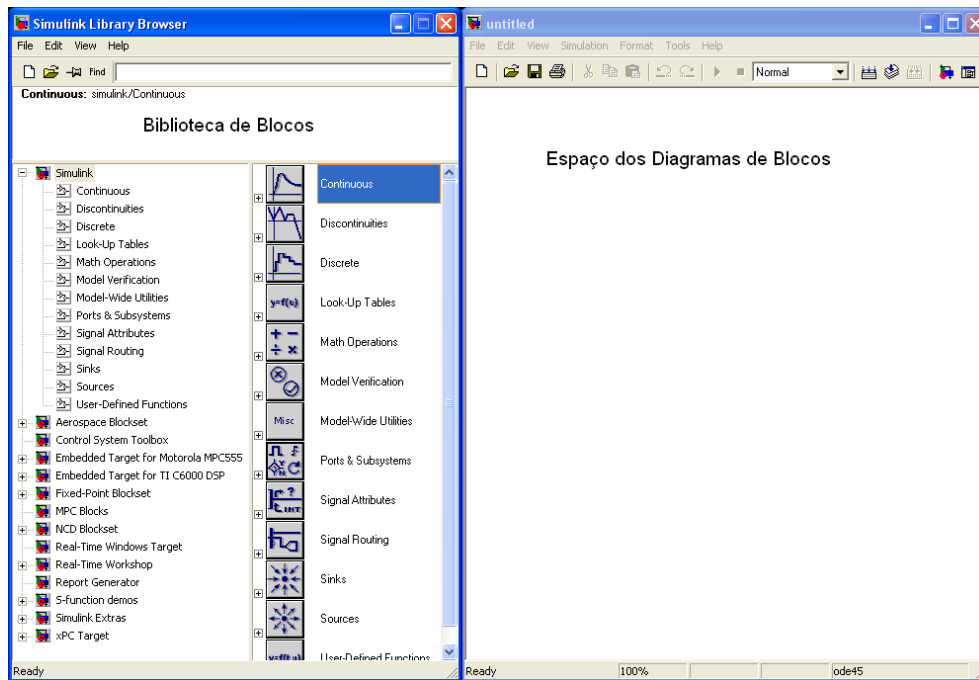 Simulink Library Browser
File Edit View Help
Find
Continuous: simulink/Continuous
Biblioteca de Blocos
Simulink
Continuous
Discontinuities
Discrete
Look-Up Tables
Math Operations
Model Verification
Model-Wide Utilities
Ports & Subsystems
Signal Attributes
Signal Routing
Sinks
Sources
User-Defined Functions
Aerospace Blockset
Control System Toolbox
Embedded Target for Motorola MPC555
Embedded Target for TI C6000 DSP
Fixed-Point Blockset
MPC Blocks
NCD Blockset
Real-Time Windows Target
Real-Time Workshop
Report Generator
S-function demos
Simulink Extras
xPC Target
Continuous
Discontinuities
Discrete
y=f(u) Look-Up Tables
Math Operations
Model Verification
Misc Model-Wide Utilities
Ports & Subsystems
Signal Attributes
Signal Routing
Sinks
Sources
User-Defined Functions
Ready
untitled
File Edit View Simulation Format Tools Help
Normal
Espaço dos Diagramas de Blocos
Ready 100% ode45